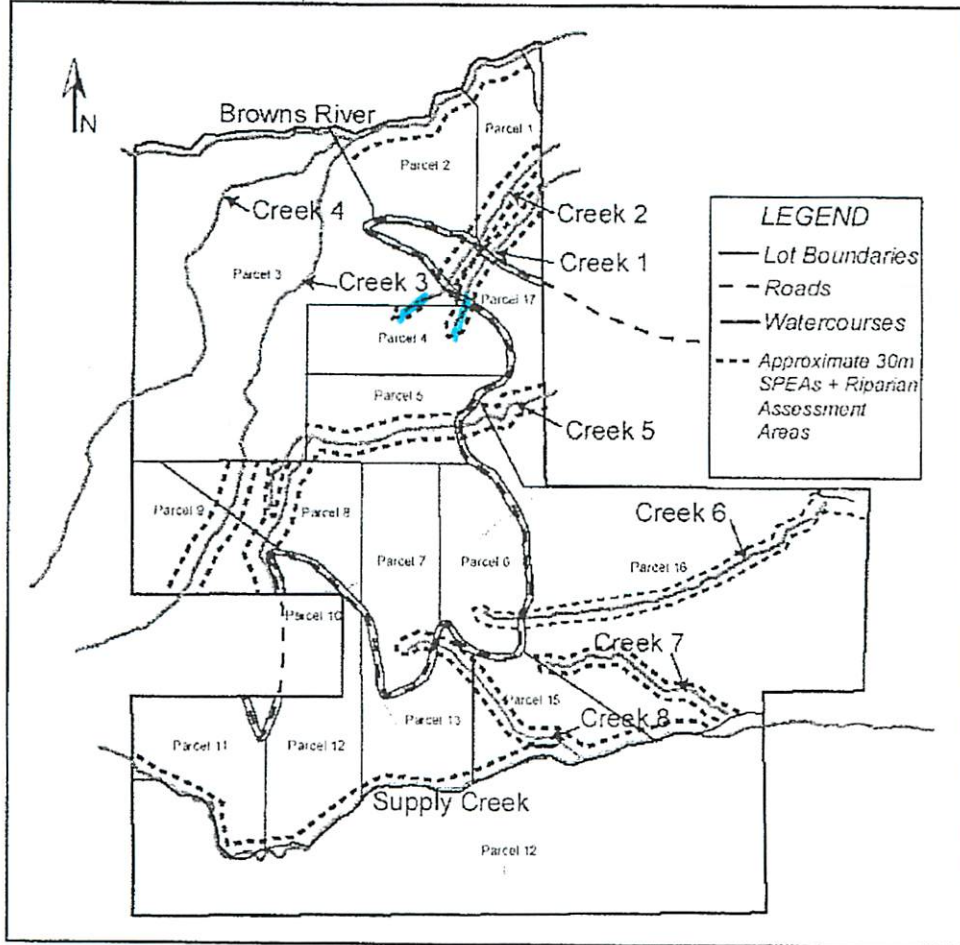 N
Browns River
Parcel 1
Parcel 2
Creek 4
Creek 2
Creek 1
Parcel 3
Creek 3
Parcel 17
Parcel 4
Parcel 5
Creek 5
LEGEND
Lot Boundaries
Roads
Watercourses
Approximate 30m
SPEAs + Riparian
Assessment
Areas
Parcel 9
Parcel 8
Parcel 7
Parcel 6
Creek 6
Parcel 16
Parcel 10
Creek 7
Parcel 15
Parcel 13
Creek 8
Parcel 11
Parcel 12
Supply Creek
Parcel 12